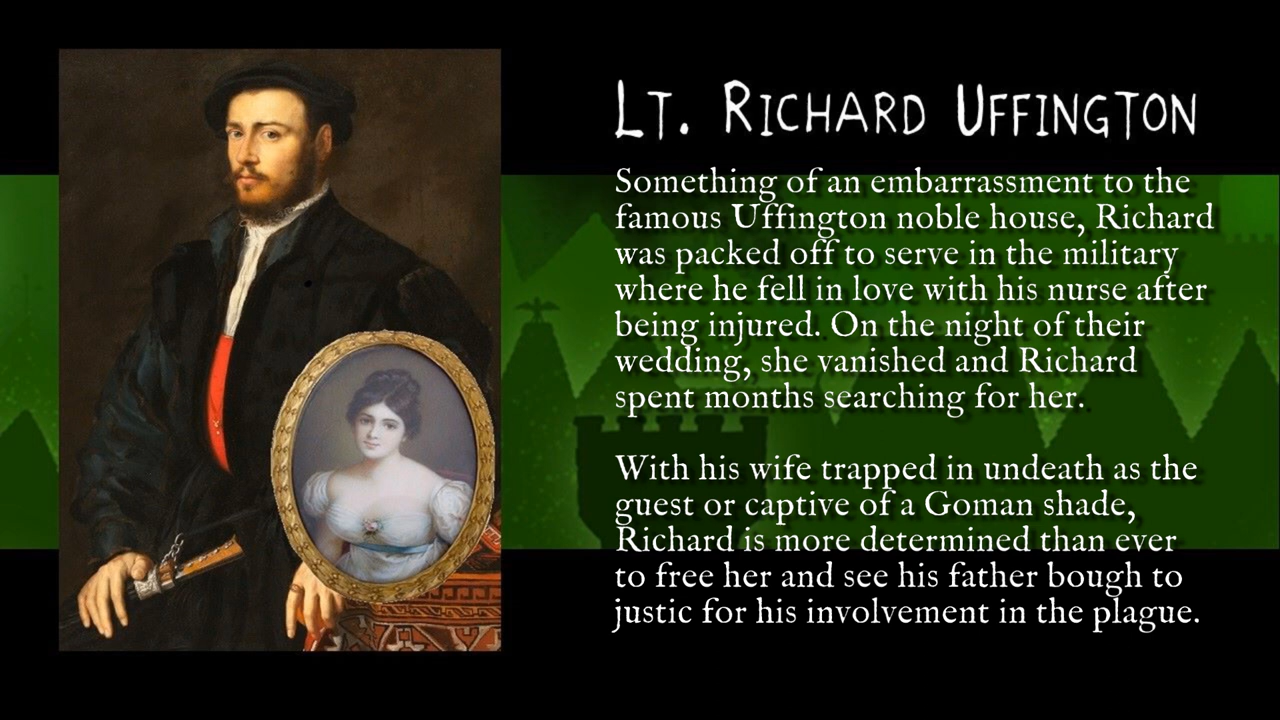 Lt. Richard Uffington
Something of an embarrassment to the
famous Uffington noble house, Richard
was packed off to serve in the military
where he fell in love with his nurse after
being injured. On the night of their
wedding, she vanished and Richard
spent months searching for her.
With his wife trapped in undeath as the
guest or captive of a Goman shade,
Richard is more determined than ever
to free her and see his father bough to
justic for his involvement in the plague.